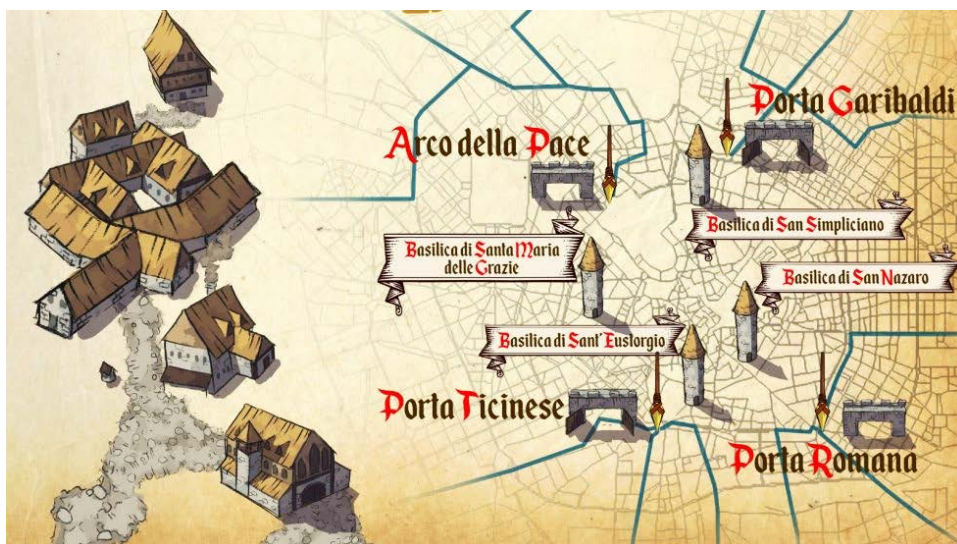 Porta Garibaldi
Arco della Pace
Basilica di San Simpliciano
Basilica di Santa Maria
delle Grazie
Basilica di San Nazaro
Basilica di Sant' Eustorgio
Porta Ticinese
Porta Romana